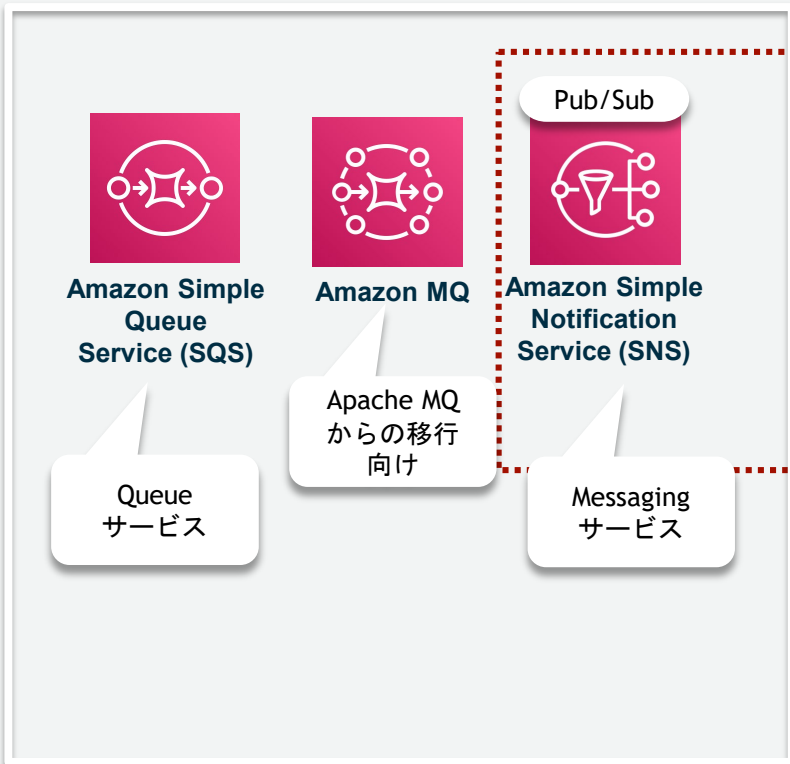 Pub/Sub
Amazon Simple
Queue
Service (SQS)
Amazon MQ
Amazon Simple
Notification
Service (SNS)
Apache MQ
からの移行
向け
Queue
サービス
Messaging
サービス